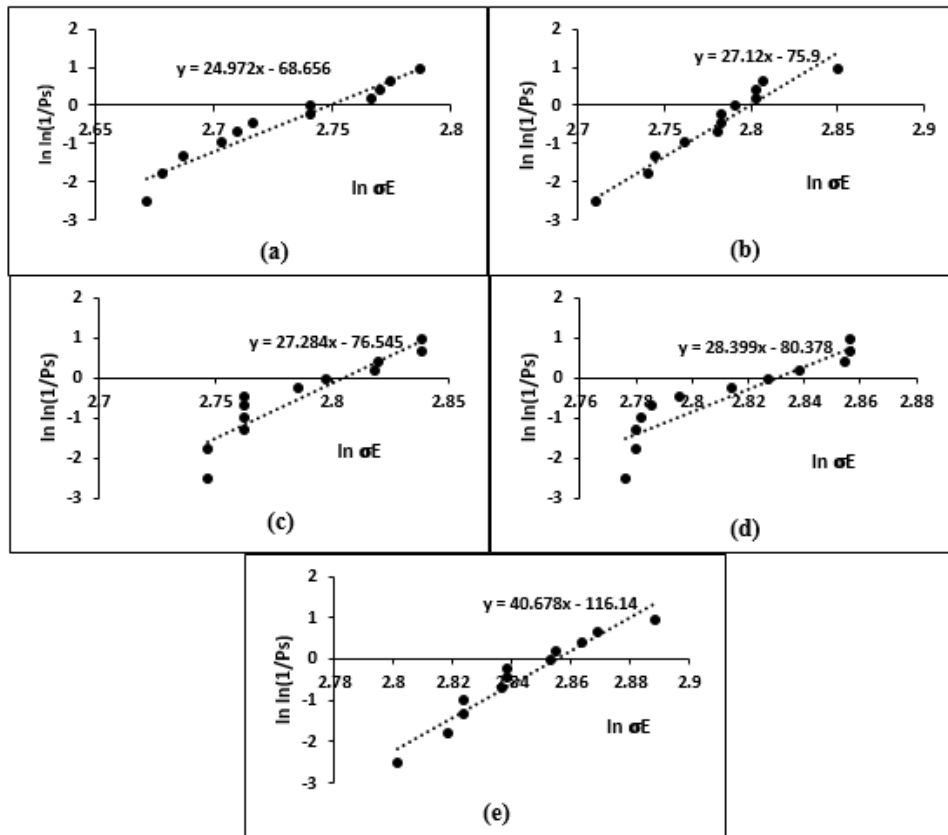 2
y = 24.972x - 68.656
1
0
2.65
2.7
2.75
2.8
-1
-2
-3
ln ln(1/Ps)
ln σE
(a)
2
y = 27.12x - 75.9
1
0
2.7
2.75
2.8
2.85
2.9
-1
-2
-3
ln ln(1/Ps)
ln σE
(b)
2
y = 27.284x - 76.545
1
0
2.7
2.75
2.8
2.85
-1
-2
-3
ln ln(1/Ps)
ln σE
(c)
2
y = 28.399x - 80.378
1
0
2.76
2.78
2.8
2.82
2.84
2.86
2.88
-1
-2
-3
ln ln(1/Ps)
ln σE
(d)
2
y = 40.678x - 116.14
1
0
2.78
2.8
2.82
2.84
2.86
2.88
2.9
-1
-2
-3
ln ln(1/Ps)
ln σE
(e)